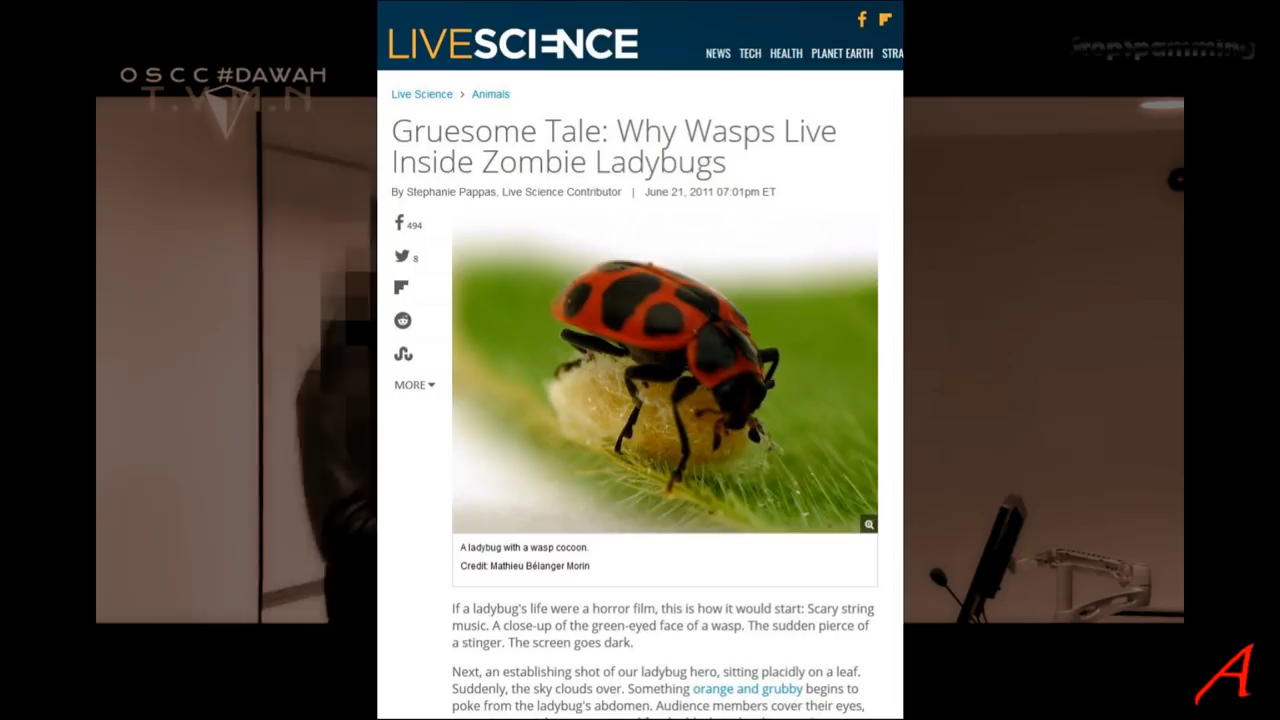 LIVESCIENCE
NEWS TECH HEALTH PLANET EARTH STRA
OSCC#DAWAH
T.V.M.N
StopSpamming
Live Science > Animals
Gruesome Tale: Why Wasps Live
Inside Zombie Ladybugs
By Stephanie Pappas, Live Science Contributor | June 21, 2011 07:01pm ET
494
8
MORE
A ladybug with a wasp cocoon.
Credit: Mathieu Bélanger Morin
If a ladybug's life were a horror film, this is how it would start: Scary string
music. A close-up of the green-eyed face of a wasp. The sudden pierce of
a stinger. The screen goes dark.
Next, an establishing shot of our ladybug hero, sitting placidly on a leaf.
Suddenly, the sky clouds over. Something orange and grubby begins to
poke from the ladybug's abdomen. Audience members cover their eyes,
A